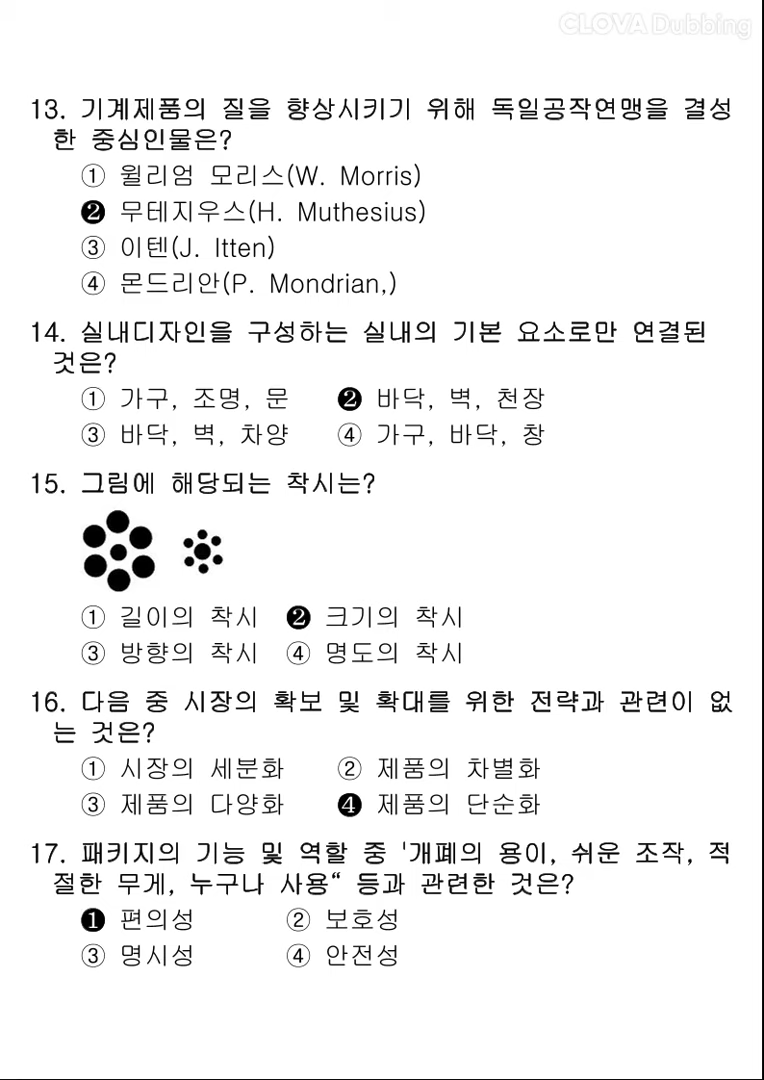 CLOVA Dubbing
13. 기계제품의 질을 향상시키기 위해 독일공작연맹을 결성
한 중심인물은?
① 윌리엄 모리스(W. Morris)
❷ 무테지우스(H. Muthesius)
③ 이텐(J. Itten)
④ 몬드리안(P. Mondrian,)
14. 실내디자인을 구성하는 실내의 기본 요소로만 연결된
것은?
① 가구, 조명, 문 ❷ 바닥, 벽, 천장
③ 바닥, 벽, 차양 ④ 가구, 바닥, 창
15. 그림에 해당되는 착시는?
① 길이의 착시 ❷ 크기의 착시
③ 방향의 착시 ④ 명도의 착시
16. 다음 중 시장의 확보 및 확대를 위한 전략과 관련이 없
는 것은?
① 시장의 세분화 ② 제품의 차별화
③ 제품의 다양화 ❹ 제품의 단순화
17. 패키지의 기능 및 역할 중 '개폐의 용이, 쉬운 조작, 적
절한 무게, 누구나 사용“ 등과 관련한 것은?
❶ 편의성 ② 보호성
③ 명시성 ④ 안전성